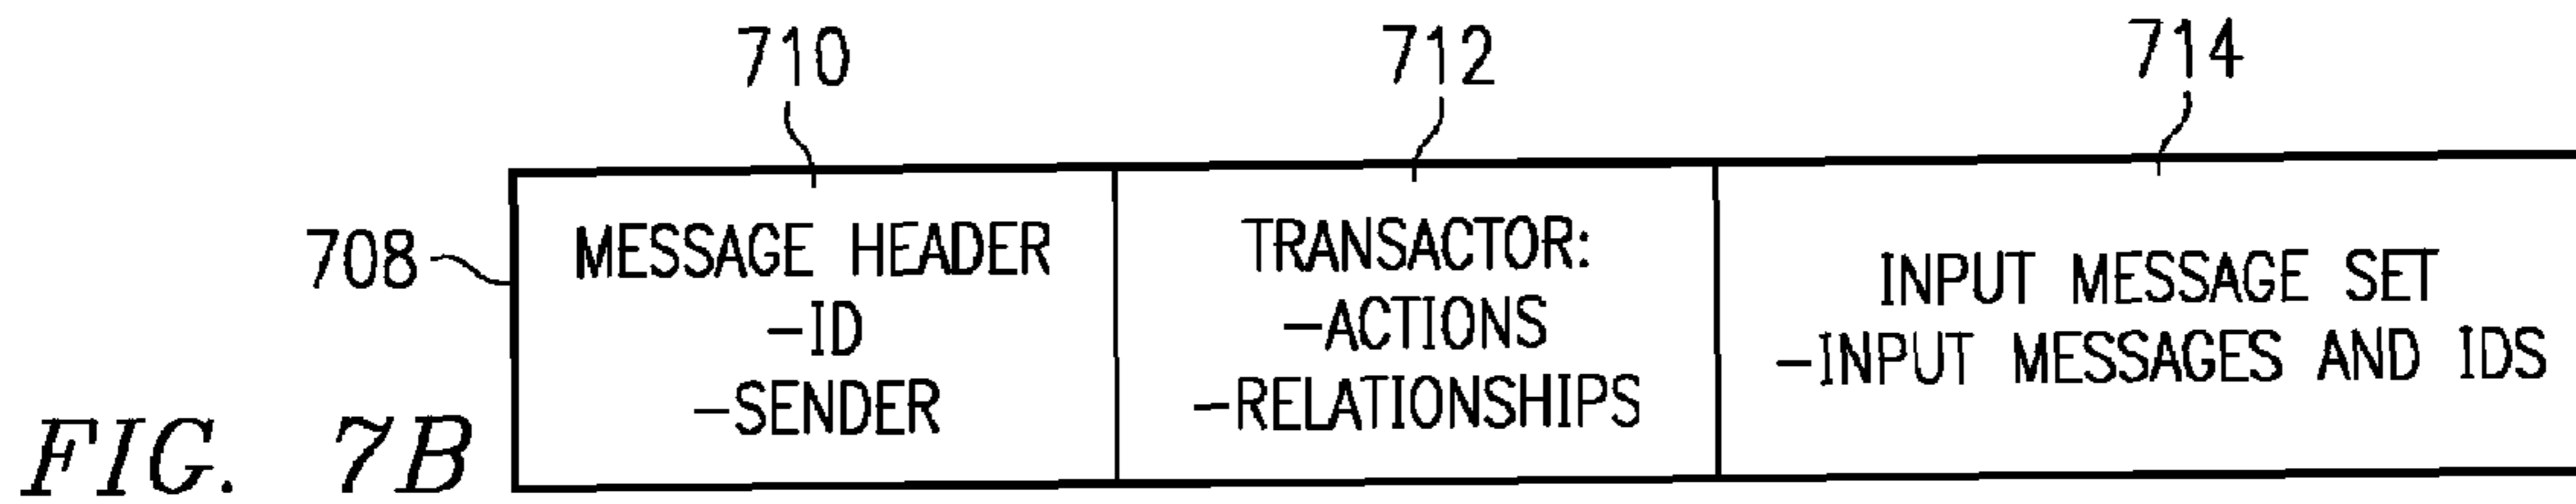 710
712
714
708
MESSAGE HEADER
-ID
-SENDER
TRANSACTOR:
-ACTIONS
-RELATIONSHIPS
INPUT MESSAGE SET
-INPUT MESSAGES AND IDS
FIG. 7B